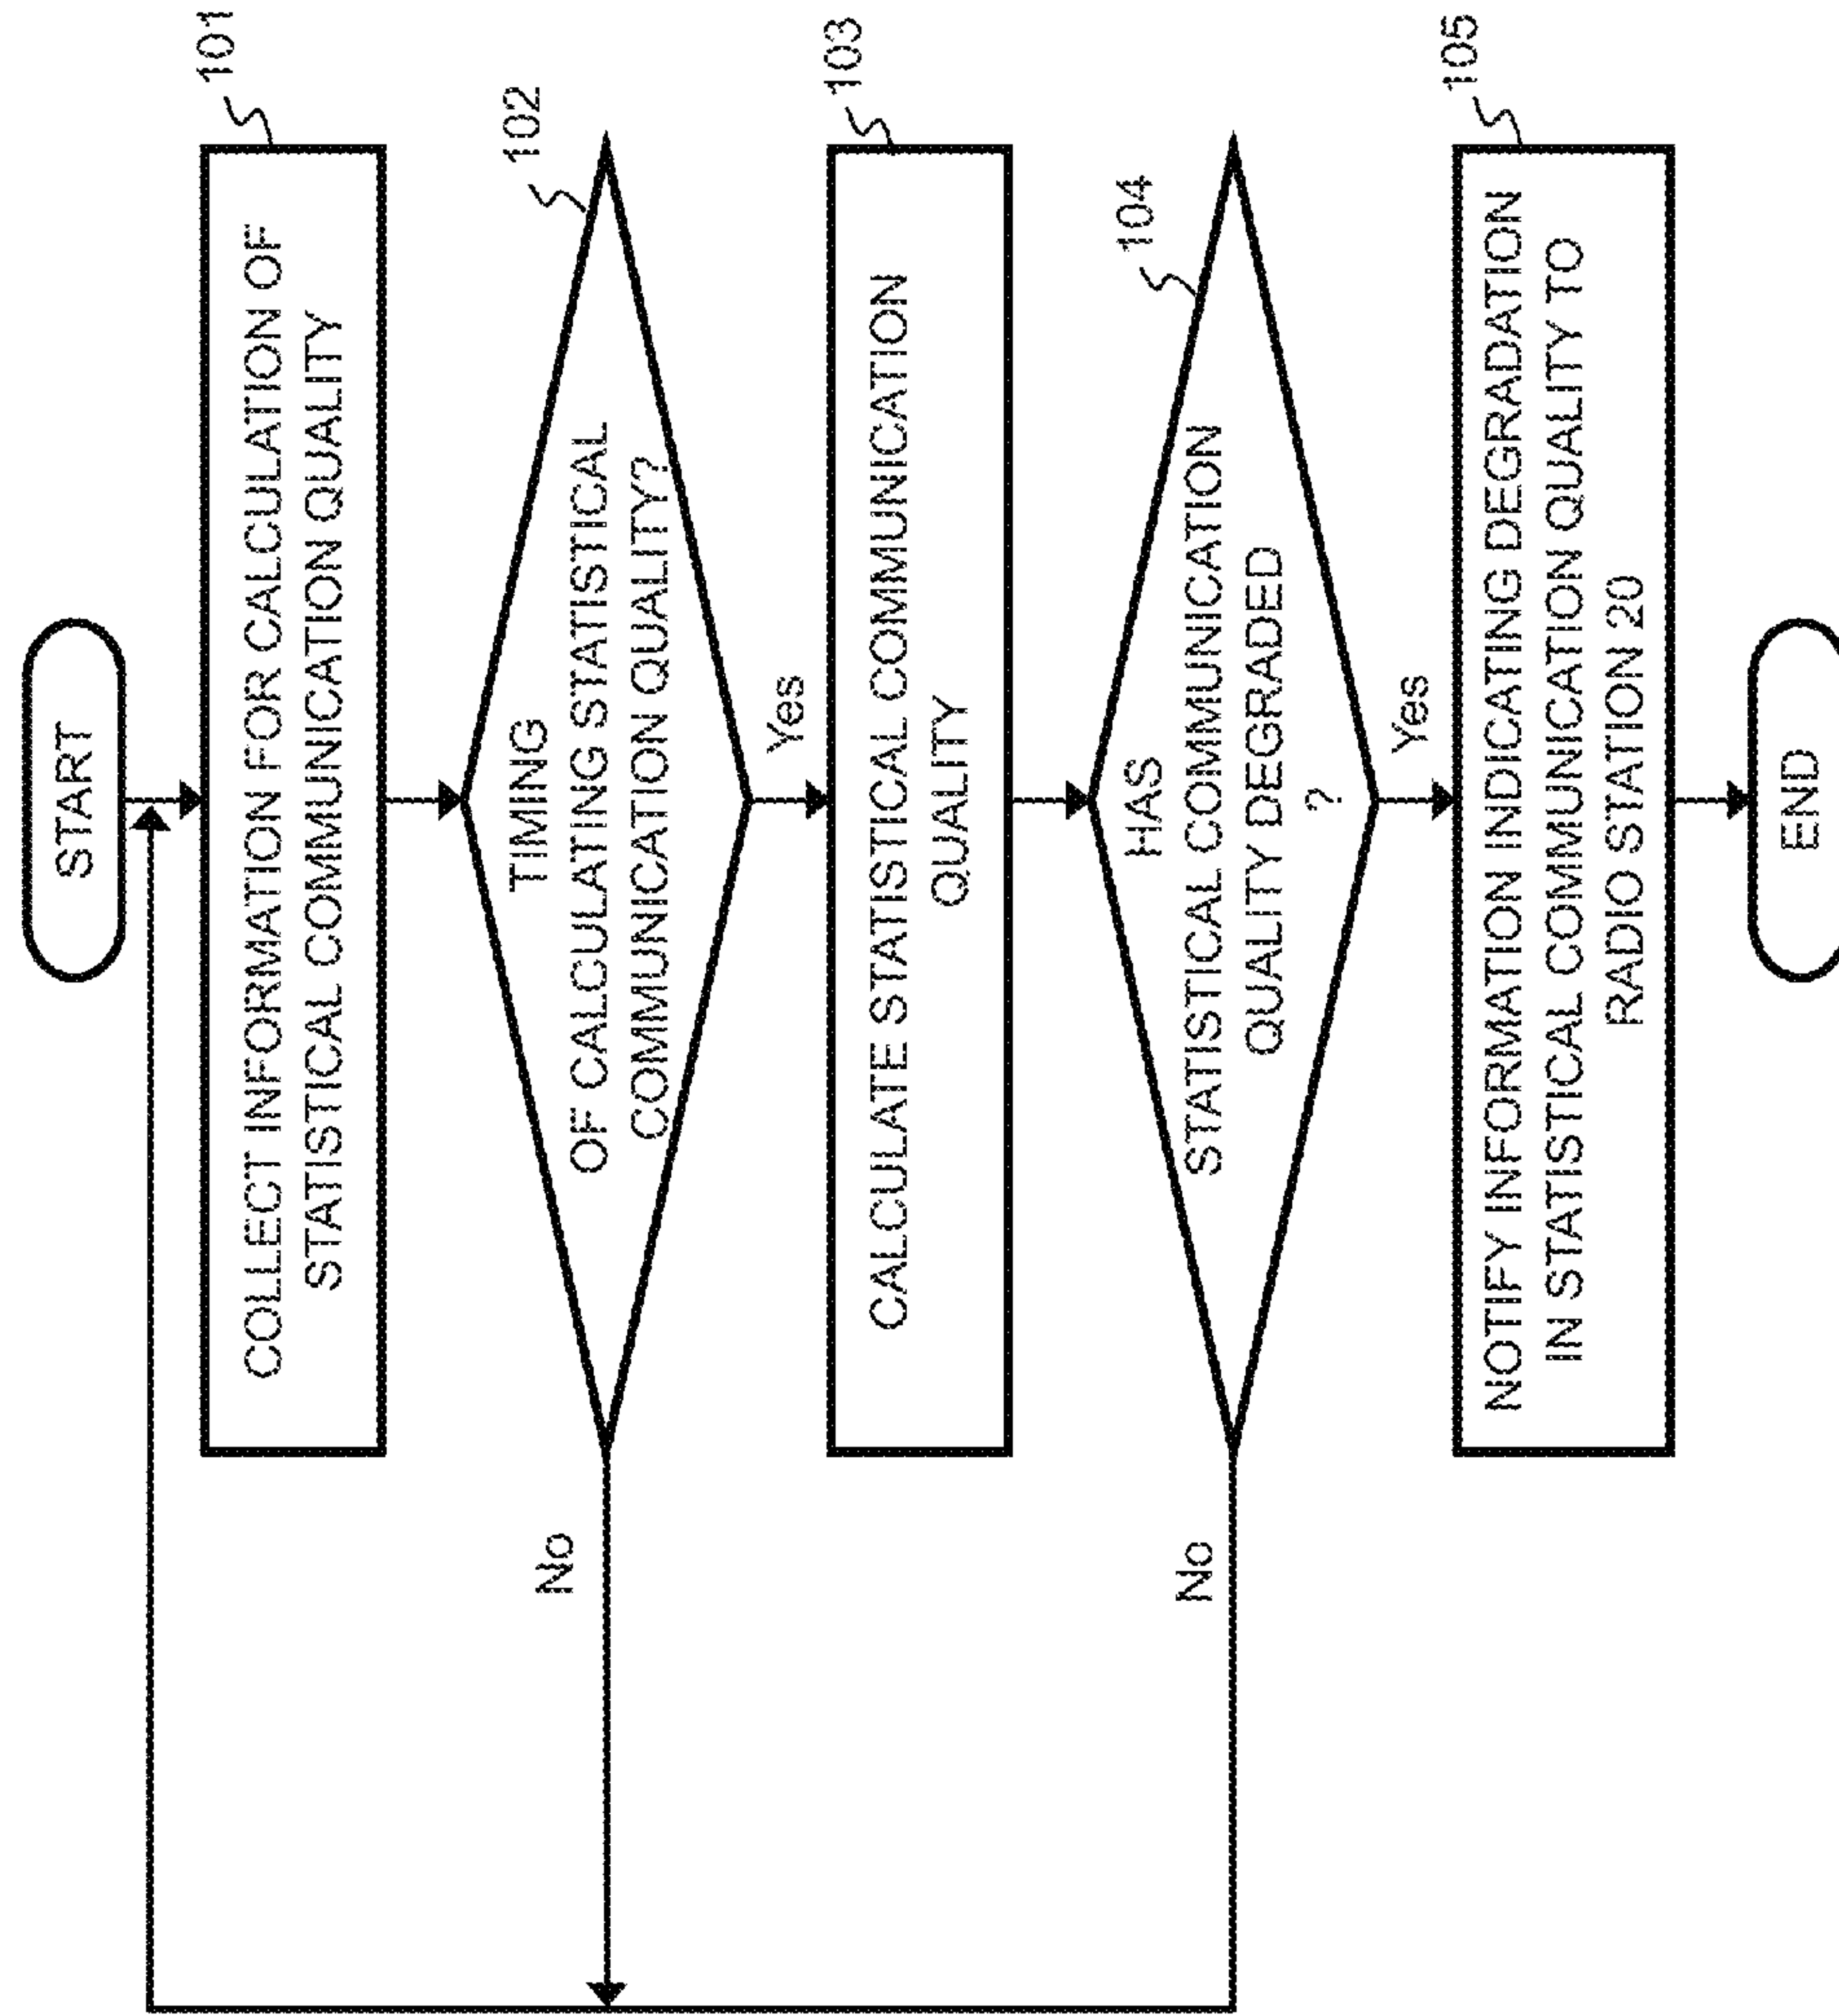 START
101
COLLECT INFORMATION FOR CALCULATION OF
STATISTICAL COMMUNICATION QUALITY
102
TIMING
OF CALCULATING STATISTICAL
COMMUNICATION QUALITY?
No
Yes
103
CALCULATE STATISTICAL COMMUNICATION
QUALITY
104
HAS
STATISTICAL COMMUNICATION
QUALITY DEGRADED
?
No
Yes
105
NOTIFY INFORMATION INDICATING DEGRADATION
IN STATISTICAL COMMUNICATION QUALITY TO
RADIO STATION 20
END